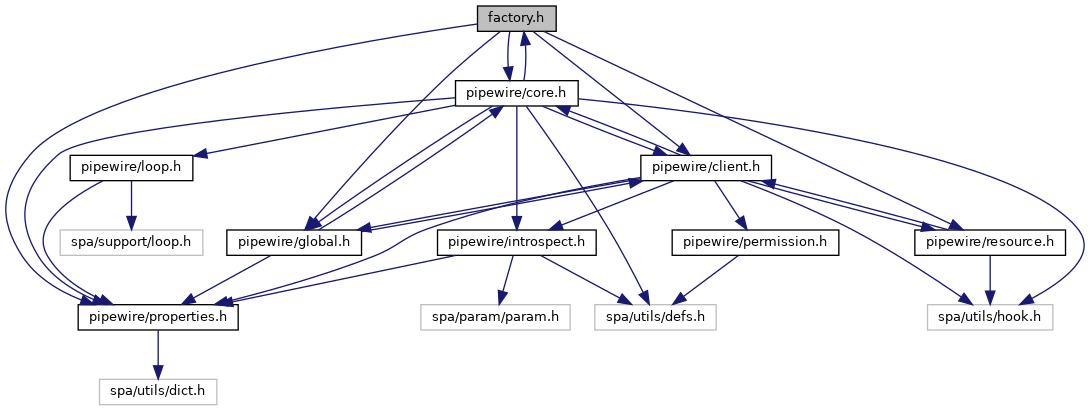 factory.h
pipewire/core.h
pipewire/loop.h
pipewire/client.h
spa/support/loop.h
pipewire/global.h
pipewire/introspect.h
pipewire/permission.h
pipewire/resource.h
pipewire/properties.h
spa/param/param.h
spa/utils/defs.h
spa/utils/hook.h
spa/utils/dict.h